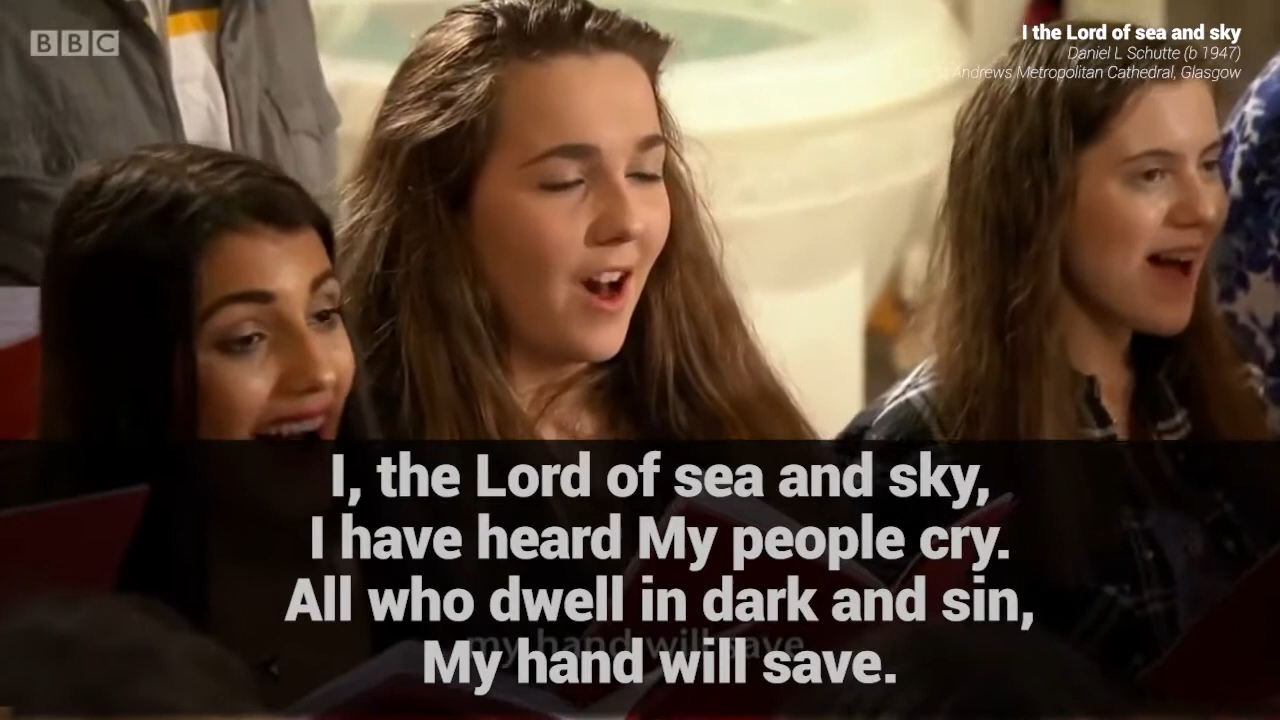 BBC
I the Lord of sea and sky
Daniel L Schutte (b 1947)
St Andrews Metropolitan Cathedral, Glasgow
I, the Lord of sea and sky,
I have heard My people cry.
All who dwell in dark and sin,
my hand will save
My hand will save.